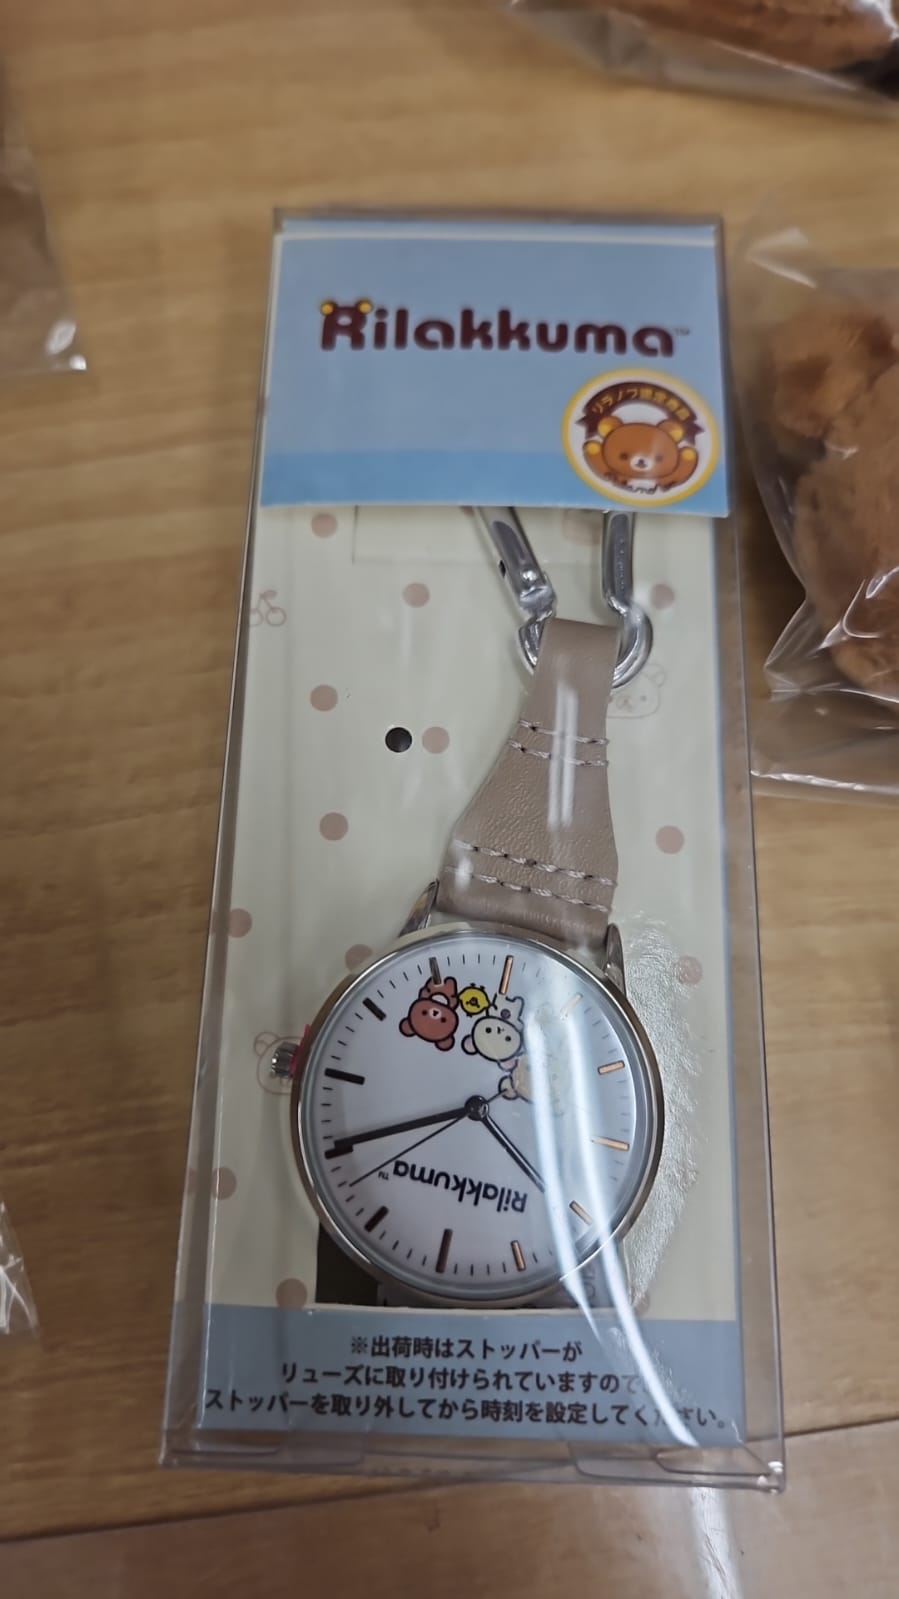 Rilakkuma™
Rilakkuma™
※出荷時はストッパーが
リューズに取り付けられていますので、
ストッパーを取り外してから時刻を設定してください。